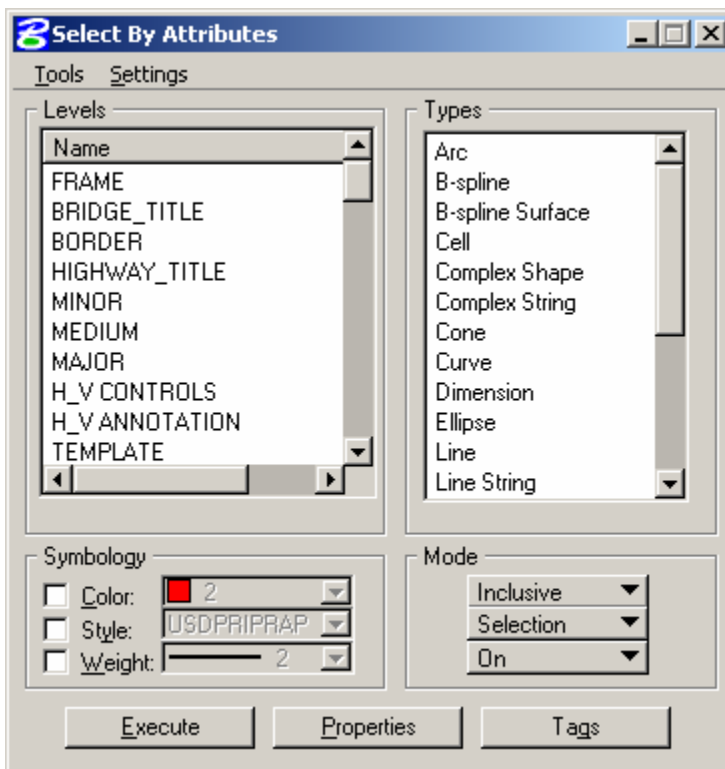 Select By Attributes
Tools Settings
Levels
Name
FRAME
BRIDGE_TITLE
BORDER
HIGHWAY_TITLE
MINOR
MEDIUM
MAJOR
H_V CONTROLS
H_V ANNOTATION
TEMPLATE
Types
Arc
B-spline
B-spline Surface
Cell
Complex Shape
Complex String
Cone
Curve
Dimension
Ellipse
Line
Line String
Symbology
Color: 2
Style: USDPRIPRAP
Weight: 2
Mode
Inclusive
Selection
On
Execute Properties Tags